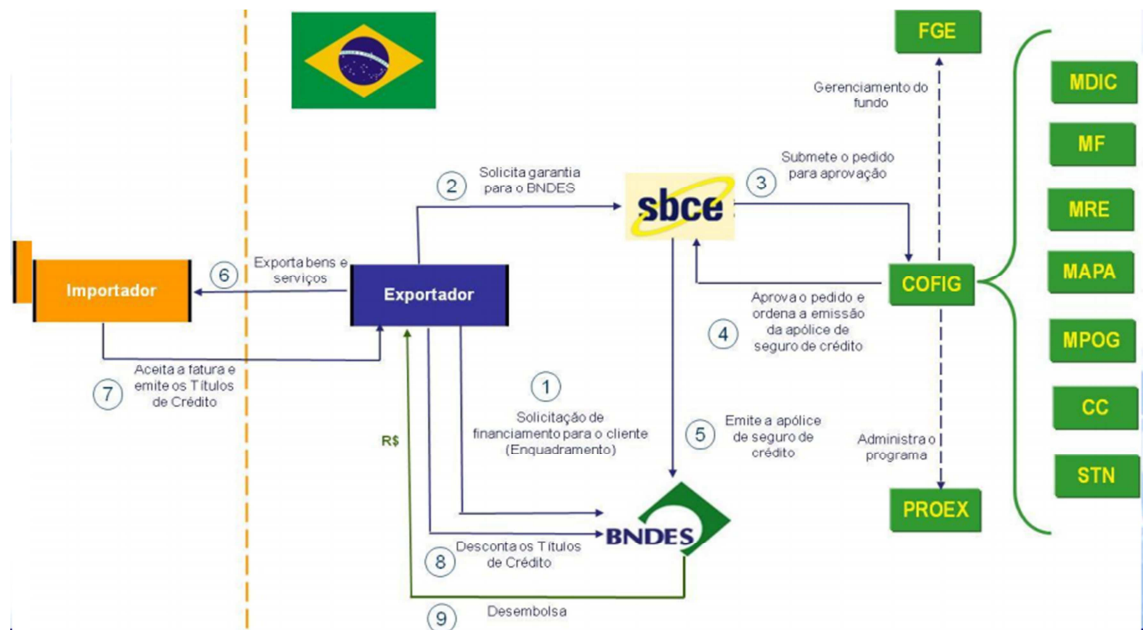 FGE
Gerenciamento do
fundo
MDIC
MF
MRE
MAPA
MPOG
CC
STN
2
Solicita garantia
para o BNDES
sbce
3
Submete o pedido
para aprovação
COFIG
Importador
6
Exporta bens e
serviços
Exportador
4
Aprova o pedido e
ordena a emissão
da apólice de
seguro de crédito
7
Aceita a fatura e
emite os Títulos
de Crédito
1
Solicitação de
financiamento para o cliente
(Enquadramento)
R$
5
Emite a apólice
de seguro de
crédito
Administra o
programa
PROEX
BNDES
8
Desconta os Títulos
de Crédito
9
Desembolsa